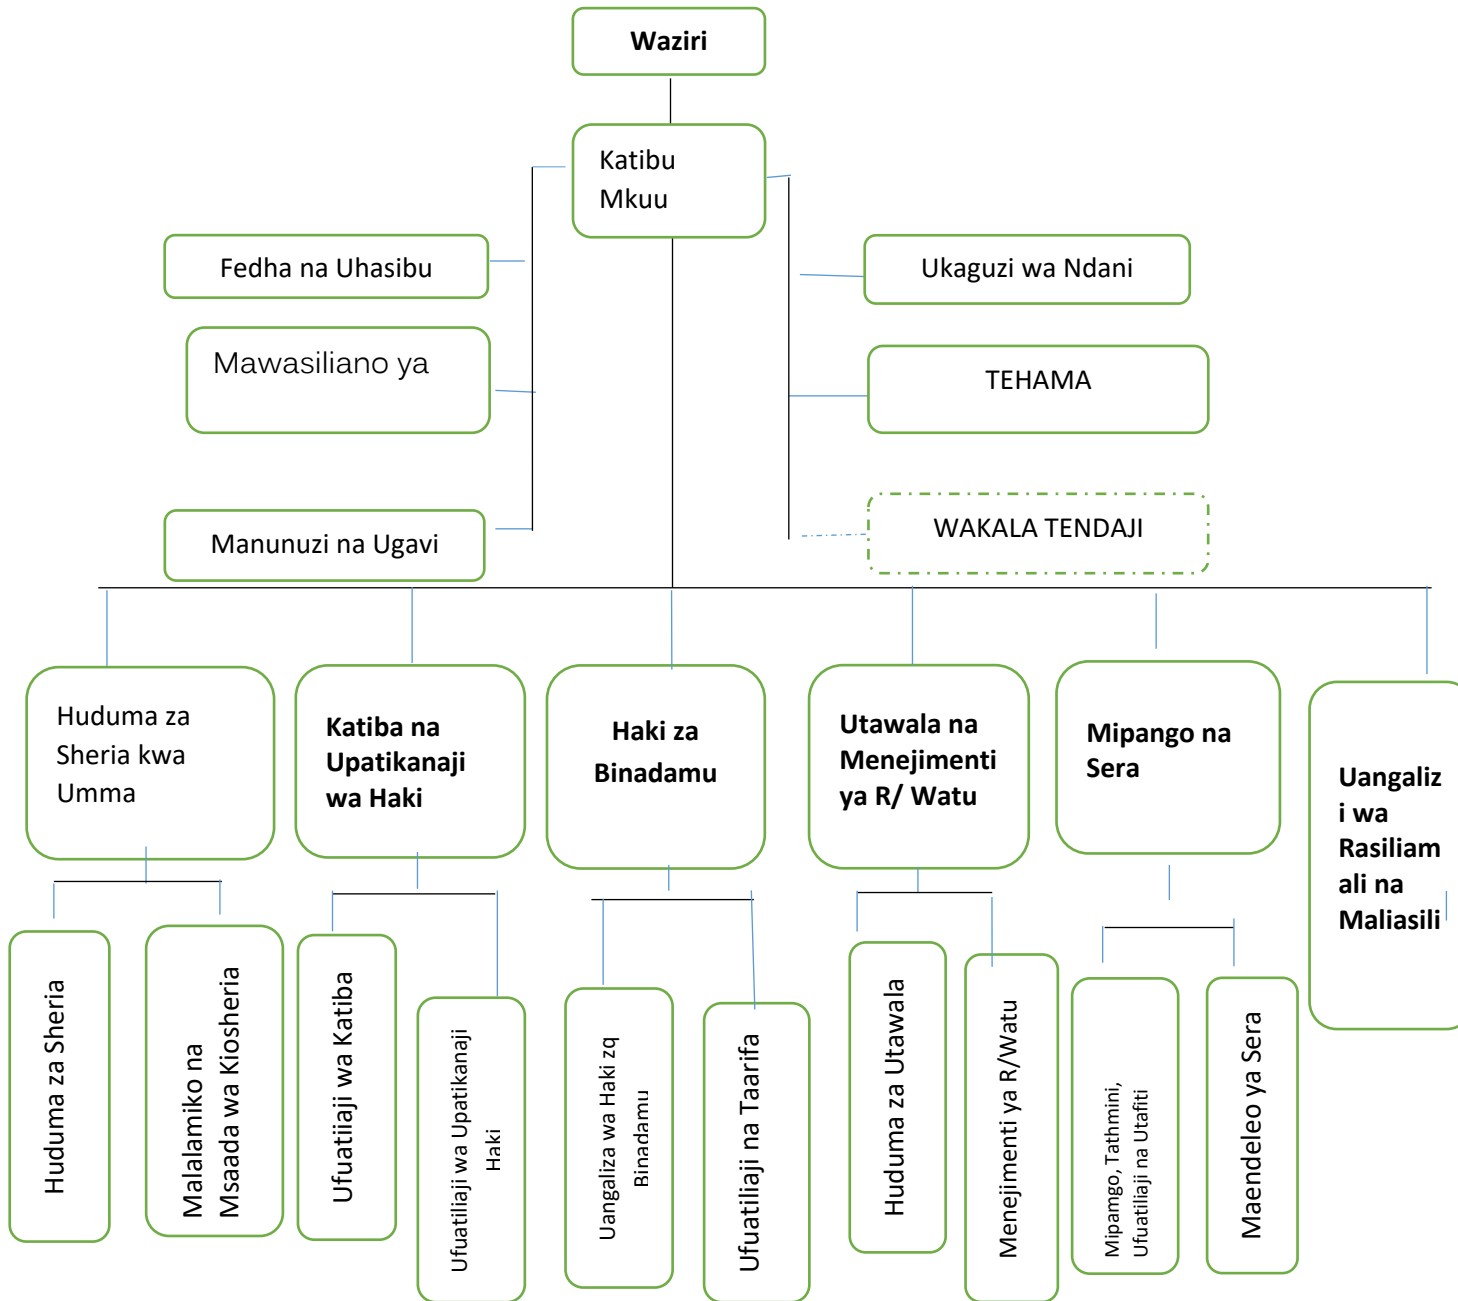 Waziri
Katibu
Mkuu
Fedha na Uhasibu
Ukaguzi wa Ndani
Mawasiliano ya
TEHAMA
Manunuzi na Ugavi
WAKALA TENDAJI
Huduma za
Sheria kwa
Umma
Katiba na
Upatikanaji
wa Haki
Haki za
Binadamu
Utawala na
Menejimenti
ya R/ Watu
Mipango na
Sera
Uangaliz
i wa
Rasiliam
ali na
Maliasili
Huduma za Sheria
Malalamiko na
Msaada wa Kiosheria
Ufuatiiaji wa Katiba
Ufuatiliaji wa Upatikanaji
Haki
Uangaliza wa Haki zq
Binadamu
Ufuatiliaji na Taarifa
Huduma za Utawala
Menejimenti ya R/Watu
Mipamgo, Tathmini,
Ufuatiliaji na Utafiti
Maendeleo ya Sera